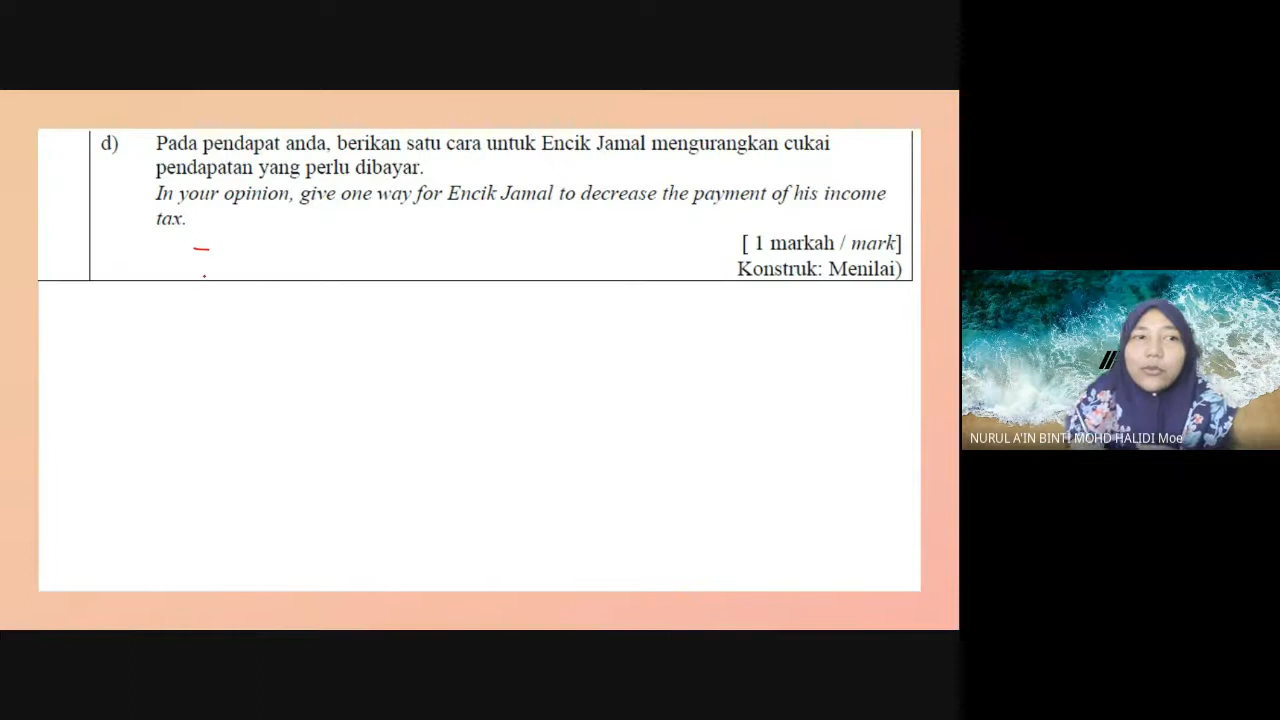 d) Pada pendapat anda, berikan satu cara untuk Encik Jamal mengurangkan cukai
pendapatan yang perlu dibayar.
In your opinion, give one way for Encik Jamal to decrease the payment of his income
tax.
[ 1 markah / mark]
Konstruk: Menilai)
NURUL A'IN BINTI MOHD HALIDI Moe